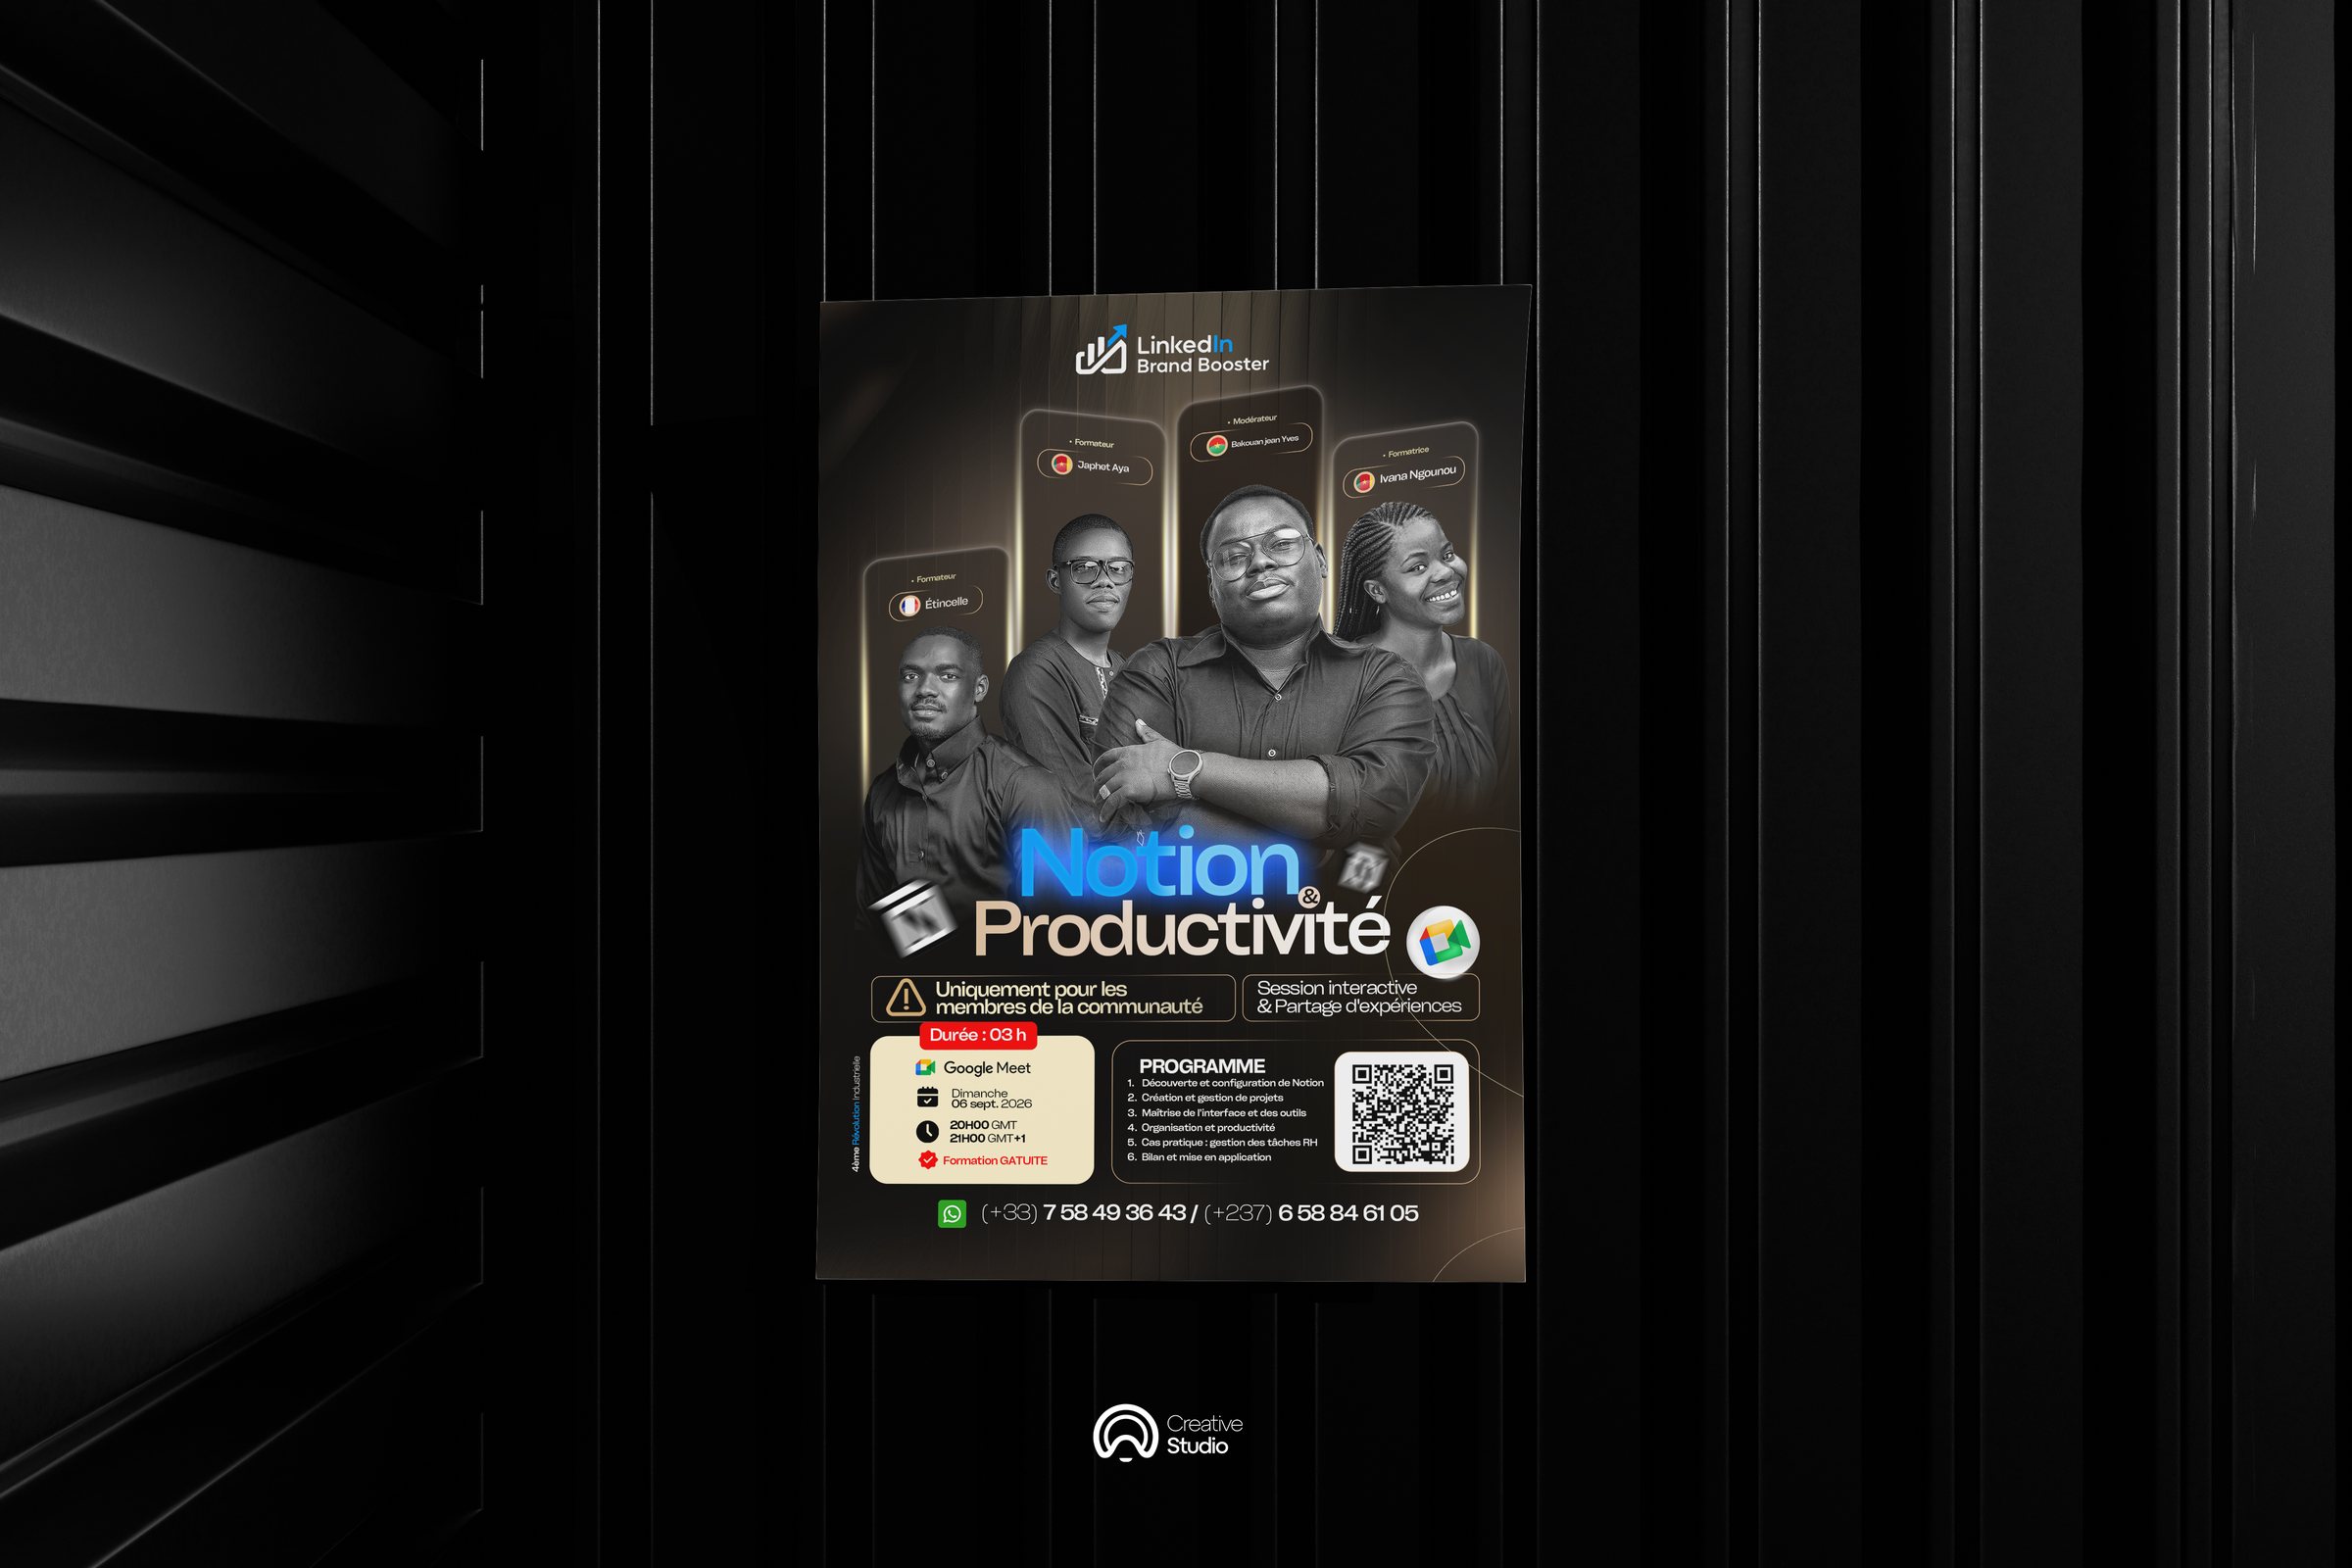 LinkedIn
Brand Booster
• Modérateur
Bakouan jean Yves
• Formateur
Japhet Aya
• Formatrice
Ivana Ngounou
• Formateur
Étincelle
Notion
&
Productivité
Uniquement pour les
membres de la communauté
Session interactive
& Partage d'expériences
Durée : 03 h
Google Meet
Dimanche
06 sept. 2026
20H00 GMT
21H00 GMT+1
Formation GATUITE
4ème Révolution Industrielle
PROGRAMME
1. Découverte et configuration de Notion
2. Création et gestion de projets
3. Maîtrise de l'interface et des outils
4. Organisation et productivité
5. Cas pratique : gestion des tâches RH
6. Bilan et mise en application
(+33) 7 58 49 36 43 / (+237) 6 58 84 61 05
Creative
Studio